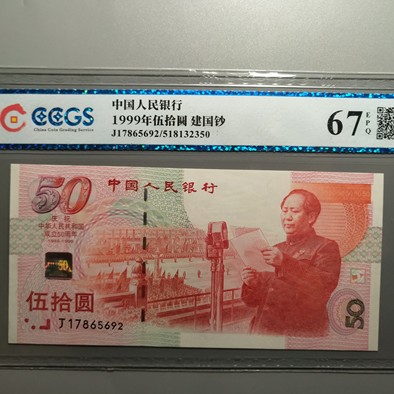 CCGS
China Coin Grading Service
中国人民银行
1999年伍拾圆 建国钞
J17865692/518132350
67
EPQ
50
中国人民银行
庆祝
中华人民共和国
成立50周年
50
伍拾圆
J17865692
50